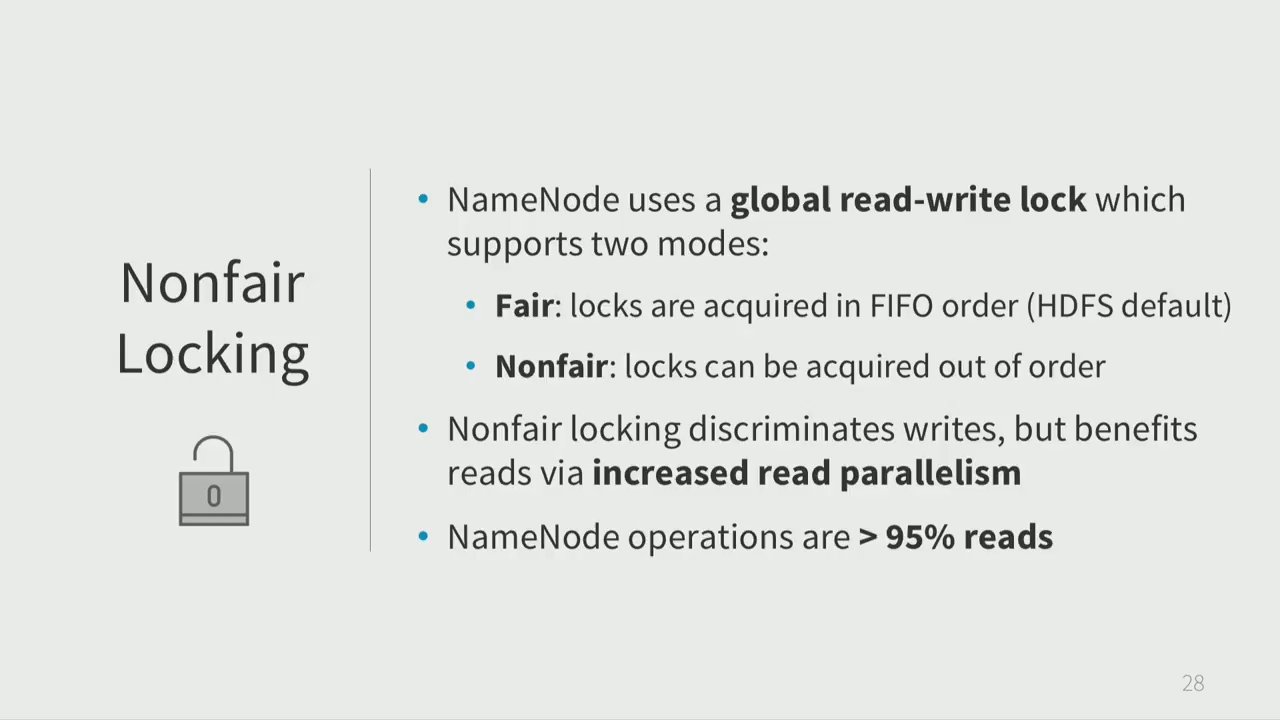 Nonfair
Locking
• NameNode uses a global read-write lock which
supports two modes:
• Fair: locks are acquired in FIFO order (HDFS default)
• Nonfair: locks can be acquired out of order
• Nonfair locking discriminates writes, but benefits
reads via increased read parallelism
• NameNode operations are > 95% reads
28